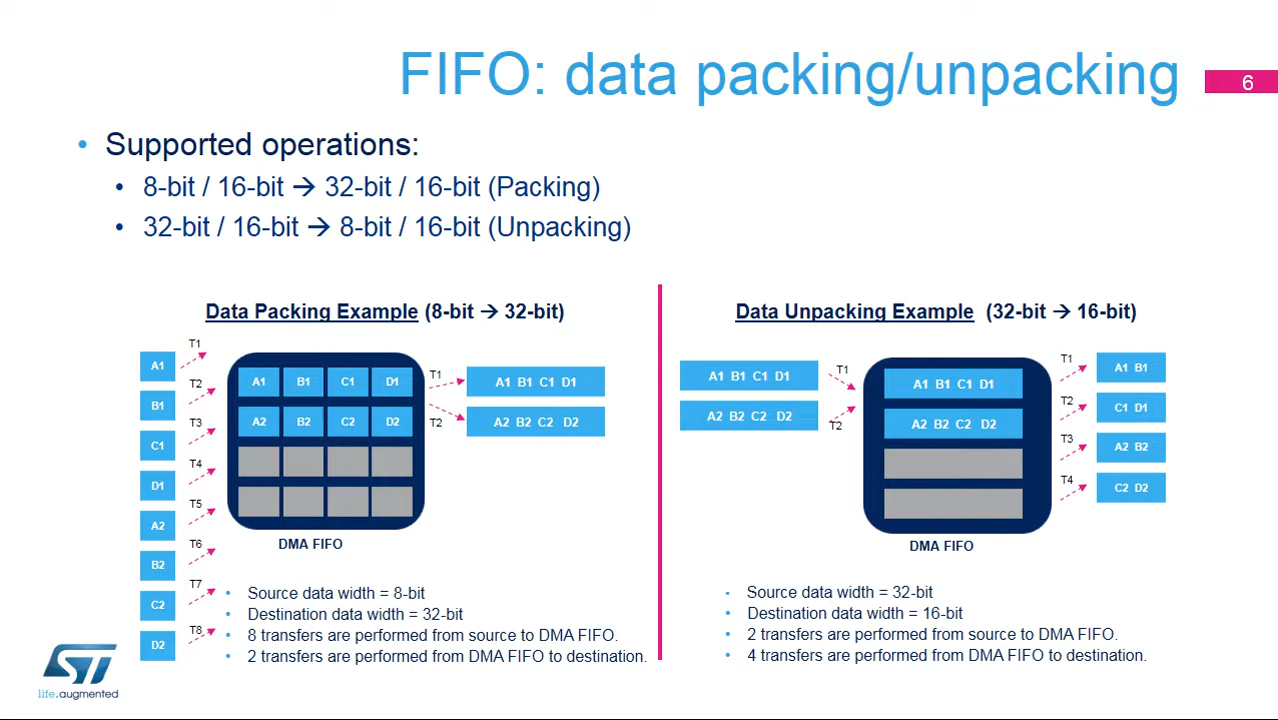 FIFO: data packing/unpacking
6
• Supported operations:
• 8-bit / 16-bit → 32-bit / 16-bit (Packing)
• 32-bit / 16-bit → 8-bit / 16-bit (Unpacking)
Data Packing Example (8-bit → 32-bit)
T1
A1
T2
B1
T3
C1
T4
D1
T5
A2
T6
B2
T7
C2
T8
D2
A1 B1 C1 D1
A2 B2 C2 D2
DMA FIFO
T1
A1 B1 C1 D1
T2
A2 B2 C2 D2
• Source data width = 8-bit
• Destination data width = 32-bit
• 8 transfers are performed from source to DMA FIFO.
• 2 transfers are performed from DMA FIFO to destination.
Data Unpacking Example (32-bit → 16-bit)
A1 B1 C1 D1
T1
A2 B2 C2 D2
T2
A1 B1 C1 D1
A2 B2 C2 D2
DMA FIFO
T1
A1 B1
T2
C1 D1
T3
A2 B2
T4
C2 D2
• Source data width = 32-bit
• Destination data width = 16-bit
• 2 transfers are performed from source to DMA FIFO.
• 4 transfers are performed from DMA FIFO to destination.
ST
life.augmented